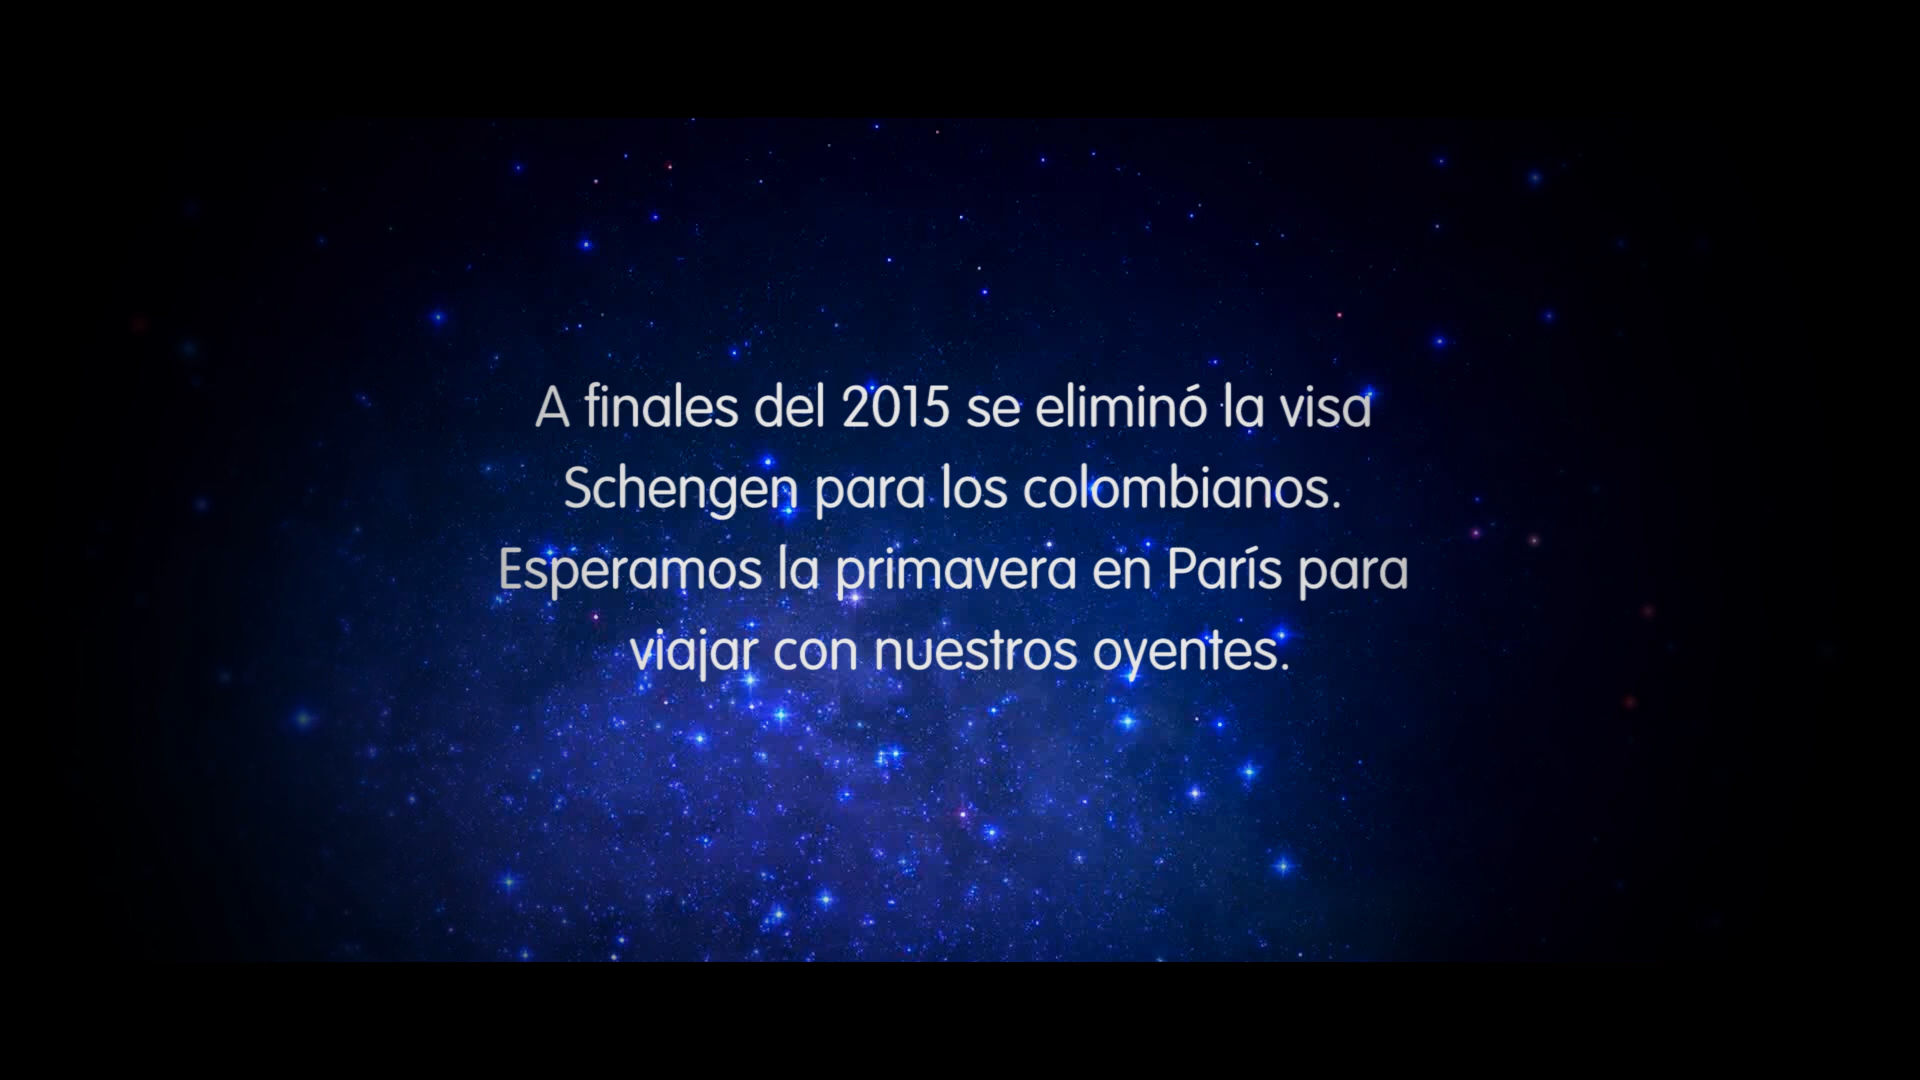 A finales del 2015 se eliminó la visa
Schengen para los colombianos.
Esperamos la primavera en París para
viajar con nuestros oyentes.